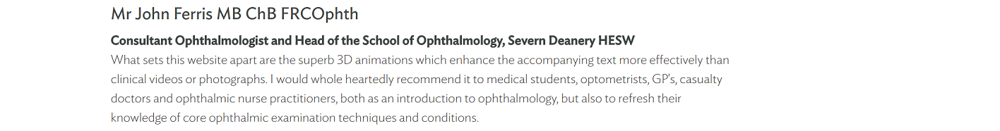 Mr John Ferris MB ChB FRCOphth
Consultant Ophthalmologist and Head of the School of Ophthalmology, Severn Deanery HESW
What sets this website apart are the superb 3D animations which enhance the accompanying text more effectively than
clinical videos or photographs. I would whole heartedly recommend it to medical students, optometrists, GP's, casualty
doctors and ophthalmic nurse practitioners, both as an introduction to ophthalmology, but also to refresh their
knowledge of core ophthalmic examination techniques and conditions.